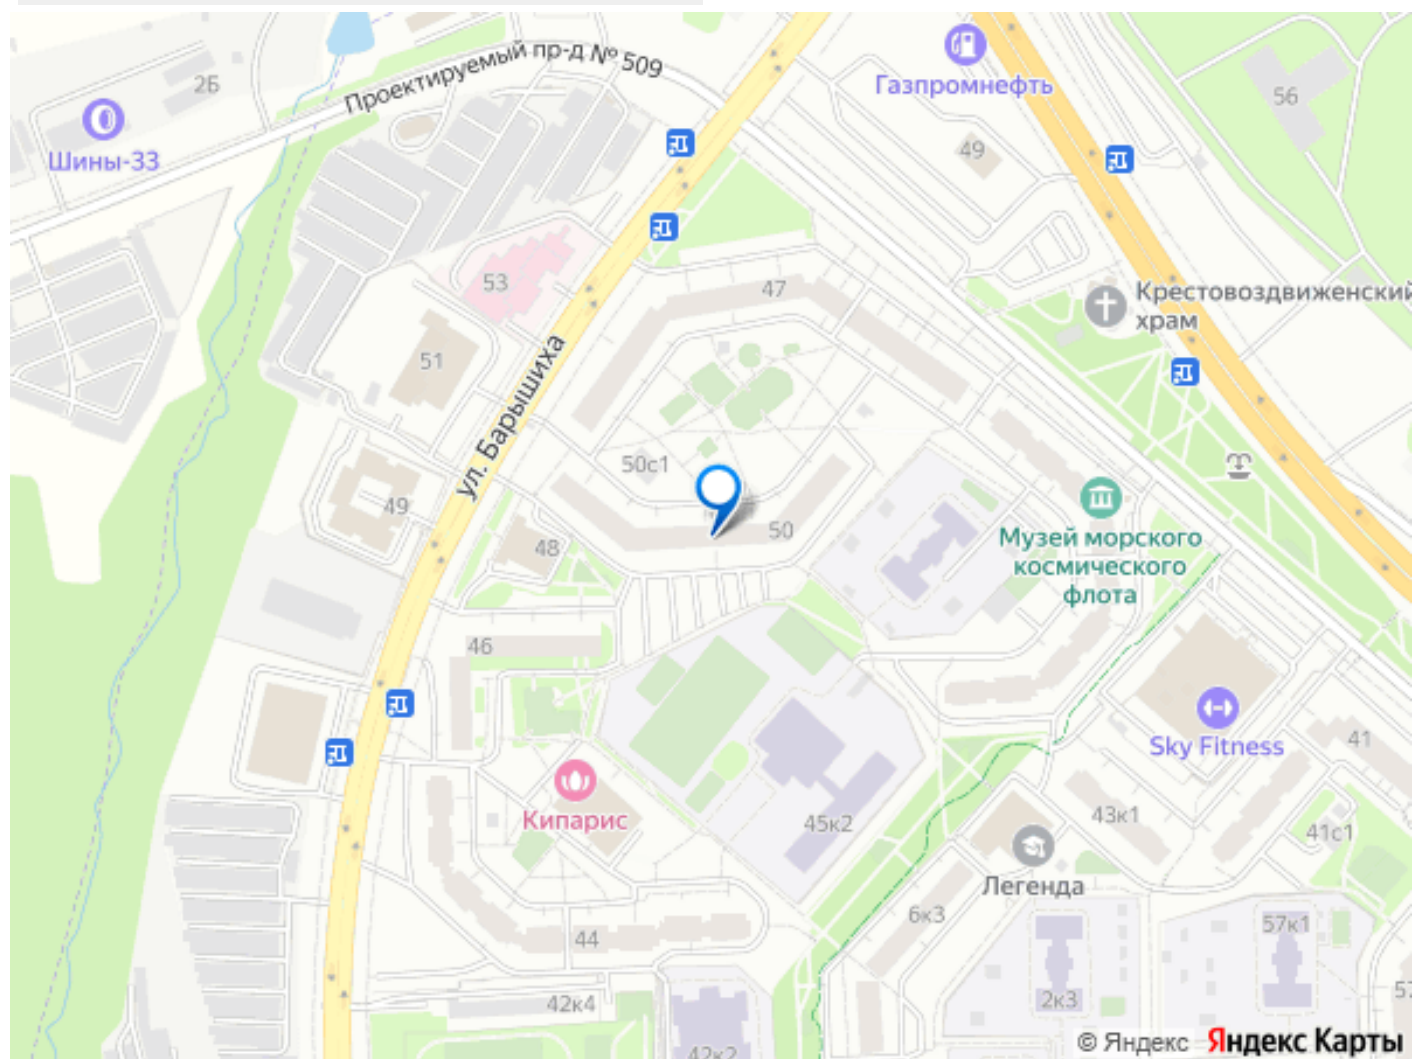 Проектируемый пр-д № 509
2Б
Газпромнефть
56
Шины-33
49
53
47
Крестовоздвиженский
храм
51
ул. Барышиха
50с1
49
50
48
Музей морского
космического
флота
46
Sky Fitness
41
Кипарис
45к2
43к1
41с1
Легенда
6к3
44
57к1
42к4
2к3
57
42к2
© Яндекс Яндекс Карты